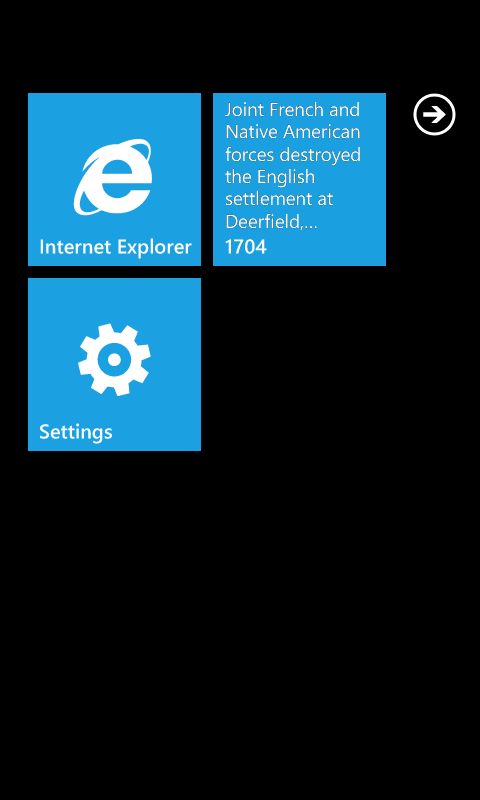 Joint French and
Native American
forces destroyed
the English
settlement at
Deerfield,...
Internet Explorer
1704
Settings